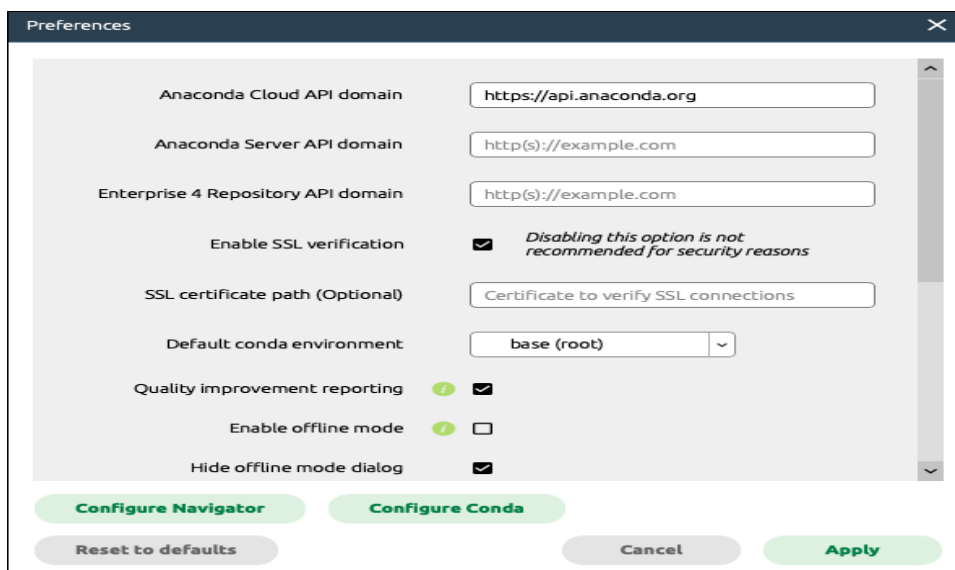 Preferences
Anaconda Cloud API domain
https://api.anaconda.org
Anaconda Server API domain
http(s)://example.com
Enterprise 4 Repository API domain
http(s)://example.com
Enable SSL verification
Disabling this option is not
recommended for security reasons
SSL certificate path (Optional)
Certificate to verify SSL connections
Default conda environment
base (root)
Quality improvement reporting
i
Enable offline mode
i
Hide offline mode dialog
Configure Navigator
Configure Conda
Reset to defaults
Cancel
Apply